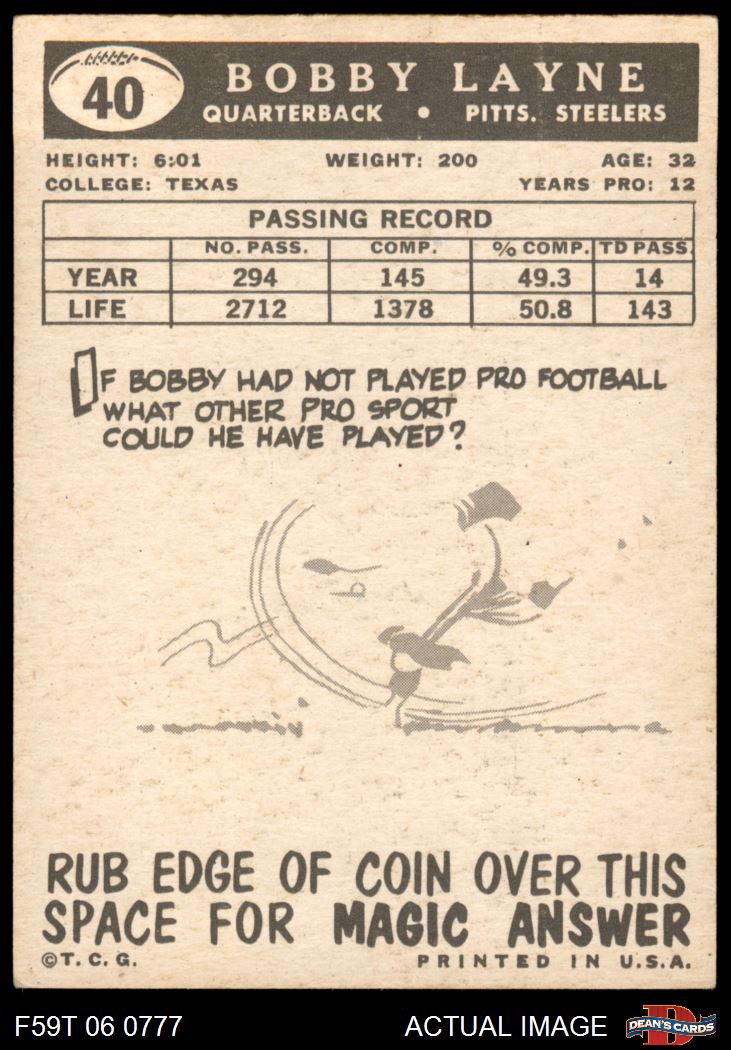 40
BOBBY LAYNE
QUARTERBACK • PITTS. STEELERS
HEIGHT: 6:01 WEIGHT: 200 AGE: 32
COLLEGE: TEXAS YEARS PRO: 12
PASSING RECORD
NO. PASS. COMP. % COMP. TD PASS.
YEAR 294 145 49.3 14
LIFE 2712 1378 50.8 143
IF BOBBY HAD NOT PLAYED PRO FOOTBALL
WHAT OTHER PRO SPORT
COULD HE HAVE PLAYED?
RUB EDGE OF COIN OVER THIS
SPACE FOR MAGIC ANSWER
©T. C. G. PRINTED IN U.S.A.
F59T 06 0777 ACTUAL IMAGE DEAN'S CARDS